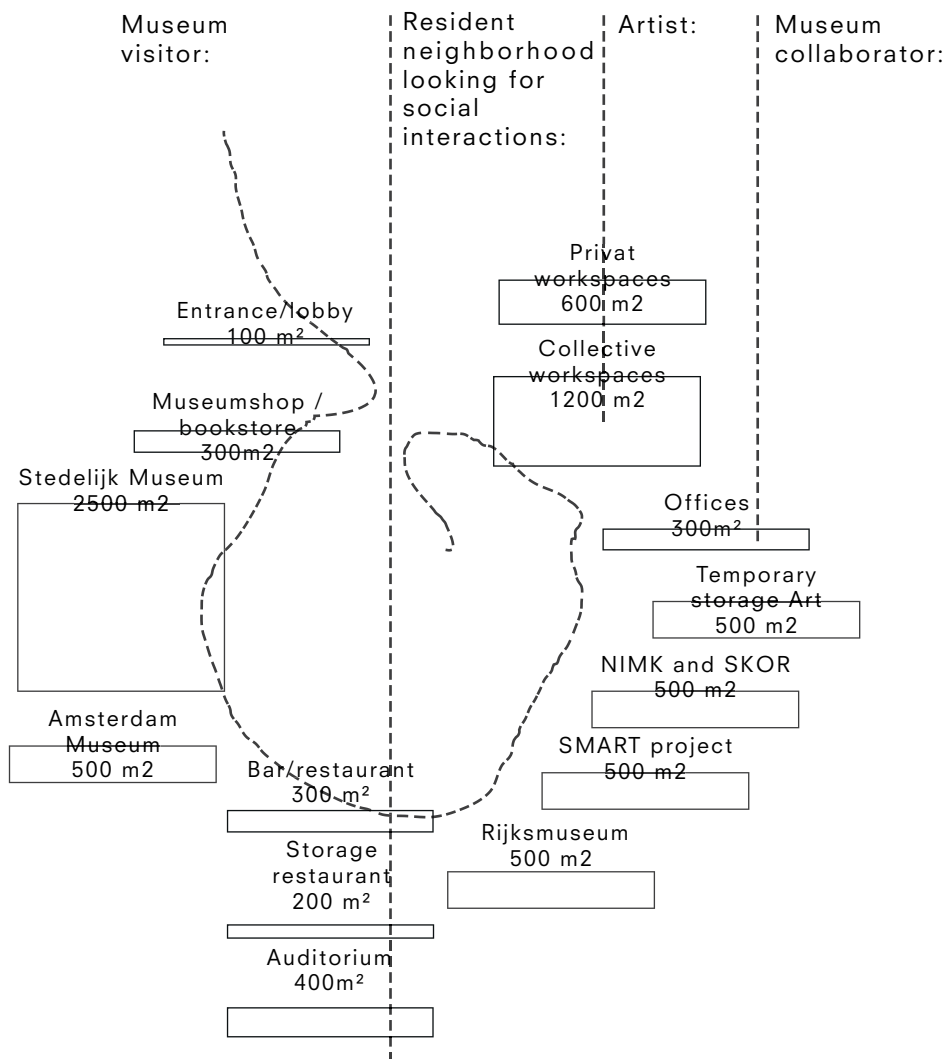 Museum
visitor:
Resident
neighborhood
looking for
social
interactions:
Artist:
Museum
collaborator:
Privat
workspaces
600 m2
Entrance/lobby
100 m²
Collective
workspaces
1200 m2
Museumshop /
bookstore
300m2
Stedelijk Museum
2500 m2
Offices
300m²
Temporary
storage Art
500 m2
NIMK and SKOR
500 m2
Amsterdam
Museum
500 m2
SMART project
500 m2
Bar/restaurant
300 m²
Rijksmuseum
500 m2
Storage
restaurant
200 m²
Auditorium
400m²